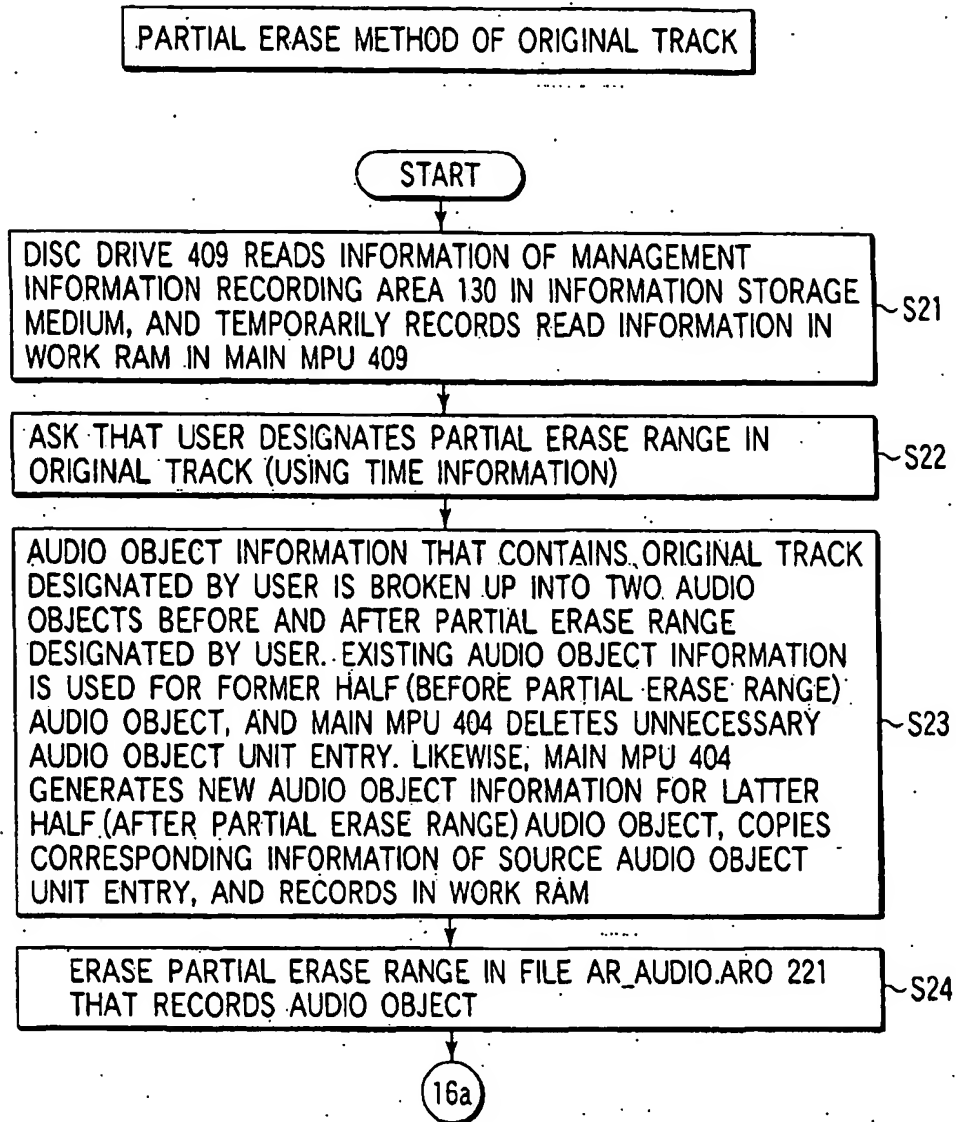 PARTIAL ERASE METHOD OF ORIGINAL TRACK
START
DISC DRIVE 409 READS INFORMATION OF MANAGEMENT
INFORMATION RECORDING AREA 130 IN INFORMATION STORAGE
MEDIUM, AND TEMPORARILY RECORDS READ INFORMATION IN
WORK RAM IN MAIN MPU 409
S21
ASK THAT USER DESIGNATES PARTIAL ERASE RANGE IN
ORIGINAL TRACK (USING TIME INFORMATION)
S22
AUDIO OBJECT INFORMATION THAT CONTAINS ORIGINAL TRACK
DESIGNATED BY USER IS BROKEN UP INTO TWO AUDIO
OBJECTS BEFORE AND AFTER PARTIAL ERASE RANGE
DESIGNATED BY USER. EXISTING AUDIO OBJECT INFORMATION
IS USED FOR FORMER HALF (BEFORE PARTIAL ERASE RANGE)
AUDIO OBJECT, AND MAIN MPU 404 DELETES UNNECESSARY
AUDIO OBJECT UNIT ENTRY. LIKEWISE, MAIN MPU 404
GENERATES NEW AUDIO OBJECT INFORMATION FOR LATTER
HALF (AFTER PARTIAL ERASE RANGE) AUDIO OBJECT, COPIES
CORRESPONDING INFORMATION OF SOURCE AUDIO OBJECT
UNIT ENTRY, AND RECORDS IN WORK RAM
S23
ERASE PARTIAL ERASE RANGE IN FILE AR_AUDIO.ARO 221
THAT RECORDS AUDIO OBJECT
S24
16a